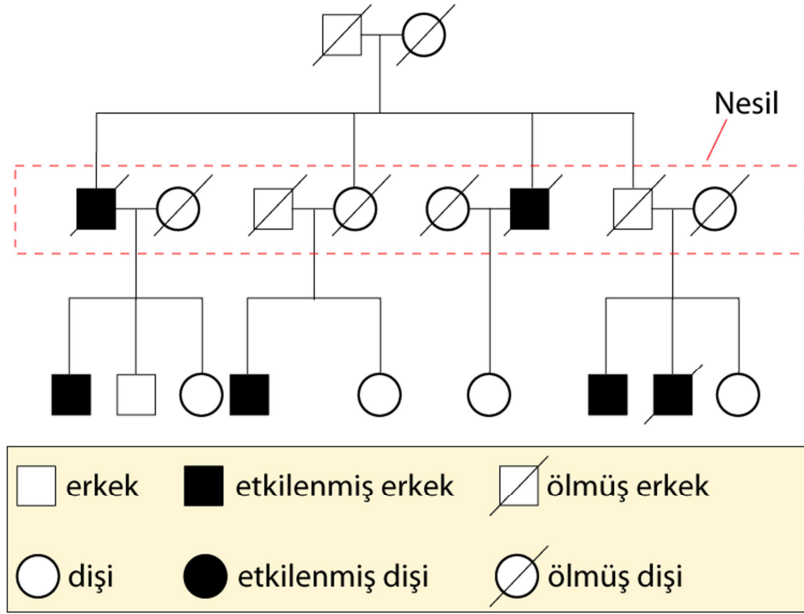 Nesil
erkek
etkilenmiş erkek
ölmüş erkek
dişi
etkilenmiş dişi
ölmüş dişi